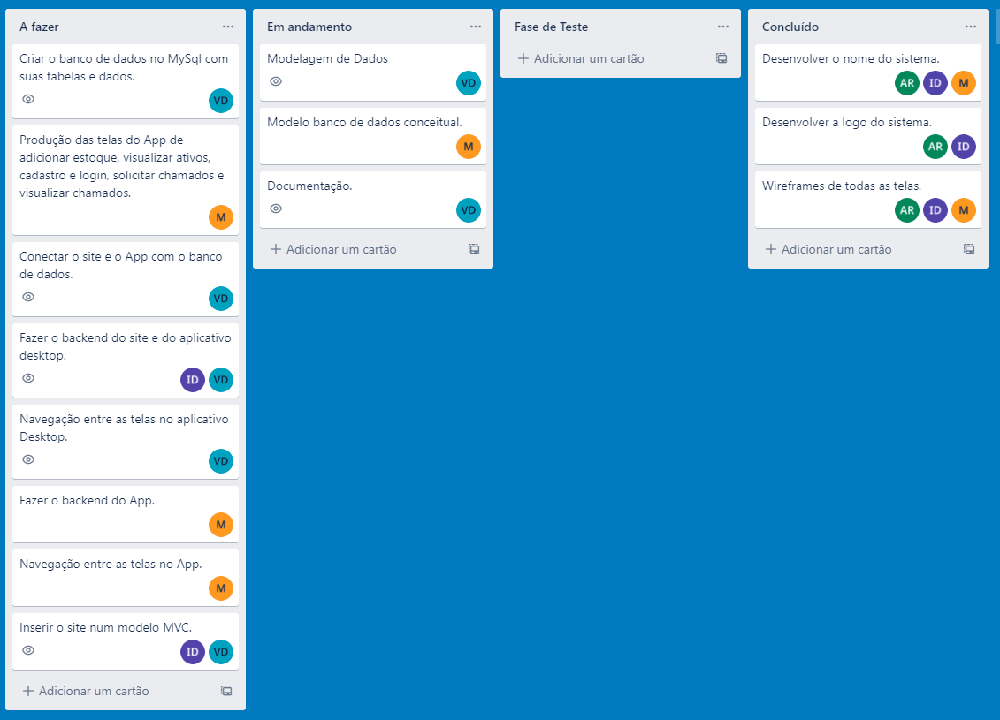 A fazer
Criar o banco de dados no MySql com
suas tabelas e dados.
VD
Produção das telas do App de
adicionar estoque, visualizar ativos,
cadastro e login, solicitar chamados e
visualizar chamados.
M
Conectar o site e o App com o banco
de dados.
VD
Fazer o backend do site e do aplicativo
desktop.
ID VD
Navegação entre as telas no aplicativo
Desktop.
VD
Fazer o backend do App.
M
Navegação entre as telas no App.
M
Inserir o site num modelo MVC.
ID VD
+ Adicionar um cartão
Em andamento
Modelagem de Dados
VD
Modelo banco de dados conceitual.
M
Documentação.
VD
+ Adicionar um cartão
Fase de Teste
+ Adicionar um cartão
Concluído
Desenvolver o nome do sistema.
AR ID M
Desenvolver a logo do sistema.
AR ID
Wireframes de todas as telas.
AR ID M
+ Adicionar um cartão